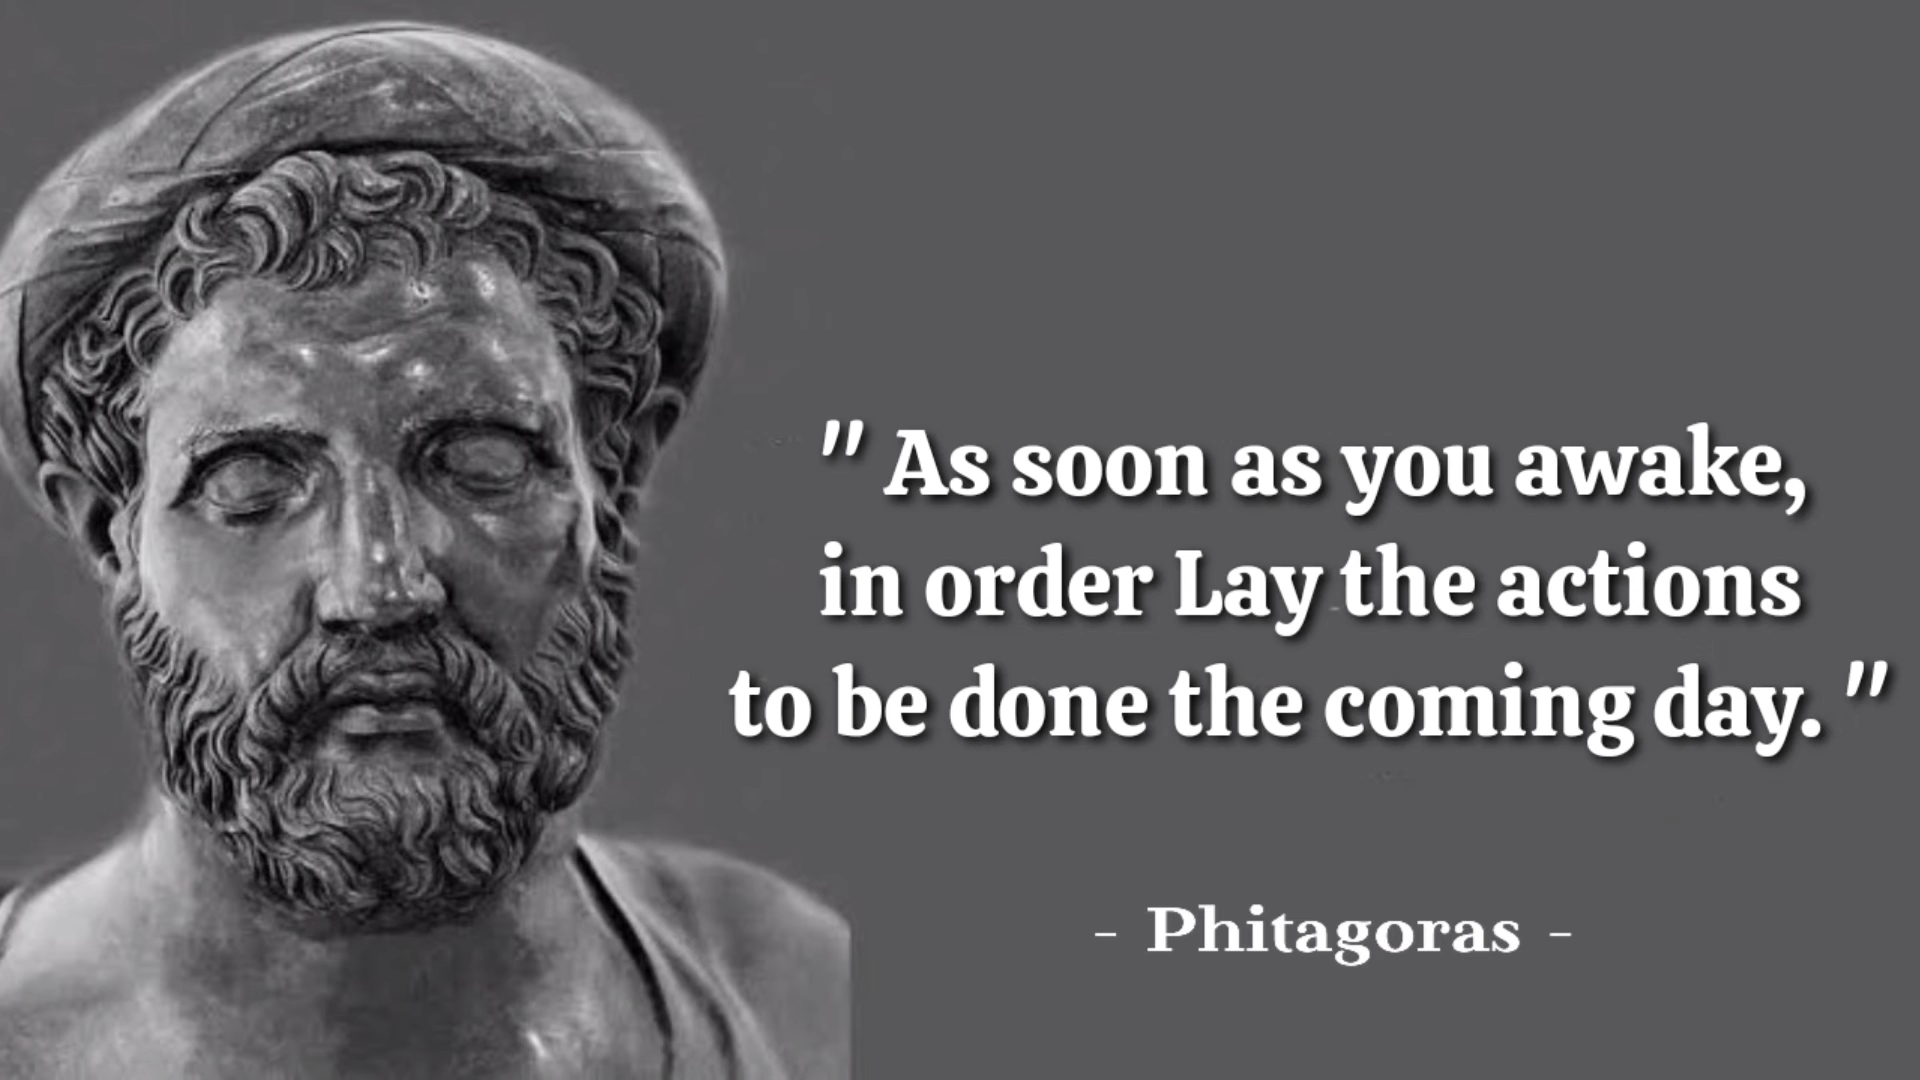 " As soon as you awake,
in order Lay the actions
to be done the coming day. "
- Phitagoras -